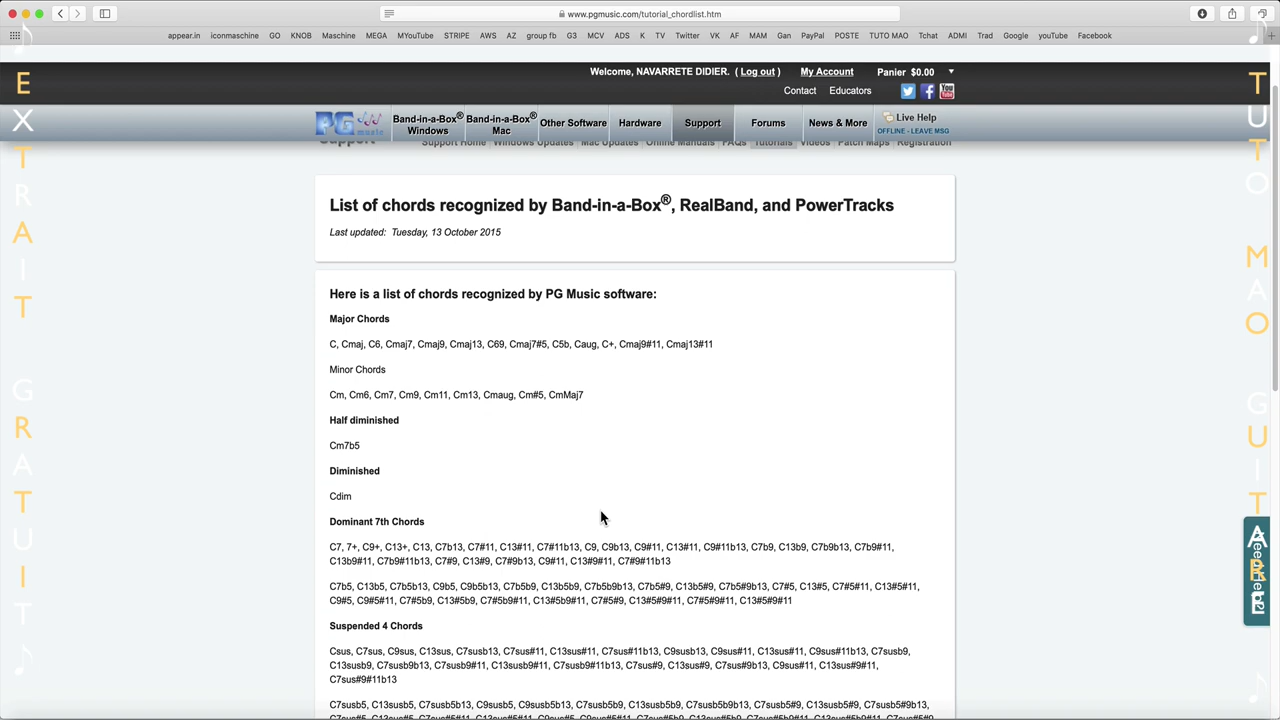 www.pgmusic.com/tutorial_chordlist.htm
appear.in iconmaschine GO KNOB Maschine MEGA MYouTube STRIPE AWS AZ group fb G3 MCV ADS K TV Twitter VK AF MAM Gan PayPal POSTE TUTO MAO Tchat ADMI Trad Google youTube Facebook
Welcome, NAVARRETE DIDIER. ( Log out ) My Account Panier $0.00
Contact Educators
PG music
Band-in-a-Box® Windows Band-in-a-Box® Mac Other Software Hardware Support Forums News & More Live Help
OFFLINE - LEAVE MSG
Support Support Home Windows Updates Mac Updates Online Manuals FAQs Tutorials Videos Patch Maps Registration
List of chords recognized by Band-in-a-Box®, RealBand, and PowerTracks
Last updated: Tuesday, 13 October 2015
Here is a list of chords recognized by PG Music software:
Major Chords
C, Cmaj, C6, Cmaj7, Cmaj9, Cmaj13, C69, Cmaj7#5, C5b, Caug, C+, Cmaj9#11, Cmaj13#11
Minor Chords
Cm, Cm6, Cm7, Cm9, Cm11, Cm13, Cmaug, Cm#5, CmMaj7
Half diminished
Cm7b5
Diminished
Cdim
Dominant 7th Chords
C7, 7+, C9+, C13+, C13, C7b13, C7#11, C13#11, C7#11b13, C9, C9b13, C9#11, C13#11, C9#11b13, C7b9, C13b9, C7b9b13, C7b9#11,
C13b9#11, C7b9#11b13, C7#9, C13#9, C7#9b13, C9#11, C13#9#11, C7#9#11b13
C7b5, C13b5, C7b5b13, C9b5, C9b5b13, C7b5b9, C13b5b9, C7b5b9b13, C7b5#9, C13b5#9, C7b5#9b13, C7#5, C13#5, C7#5#11, C13#5#11,
C9#5, C9#5#11, C7#5b9, C13#5b9, C7#5b9#11, C13#5b9#11, C7#5#9, C13#5#9#11, C7#5#9#11, C13#5#9#11
Suspended 4 Chords
Csus, C7sus, C9sus, C13sus, C7susb13, C7sus#11, C13sus#11, C7sus#11b13, C9susb13, C9sus#11, C13sus#11, C9sus#11b13, C7susb9,
C13susb9, C7susb9b13, C7susb9#11, C13susb9#11, C7susb9#11b13, C7sus#9, C13sus#9, C7sus#9b13, C9sus#11, C13sus#9#11,
C7sus#9#11b13
C7susb5, C13susb5, C7susb5b13, C9susb5, C9susb5b13, C7susb5b9, C13susb5b9, C7susb5b9b13, C7susb5#9, C13susb5#9, C7susb5#9b13,
EXTRAIT GRATUIT
TUTO MAO GUITARE